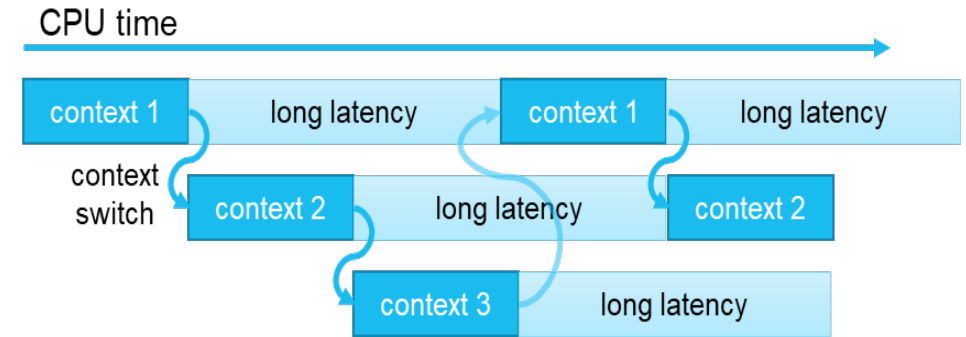 CPU time
context 1
long latency
context 1
long latency
context
switch
context 2
long latency
context 2
context 3
long latency